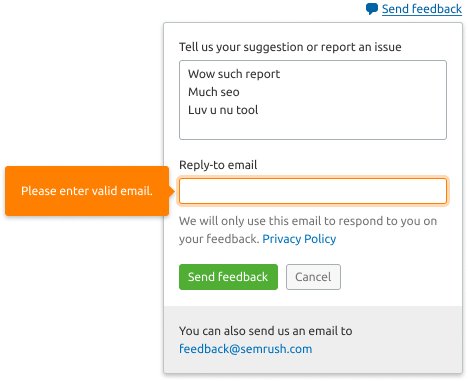 Send feedback
Tell us your suggestion or report an issue
Wow such report
Much seo
Luv u nu tool
Reply-to email
Please enter valid email.
We will only use this email to respond to you on
your feedback. Privacy Policy
Send feedback Cancel
You can also send us an email to
feedback@semrush.com